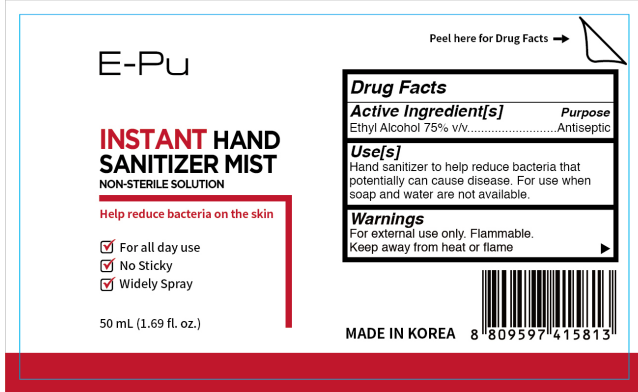 E-Pu
INSTANT HAND
SANITIZER MIST
NON-STERILE SOLUTION
Help reduce bacteria on the skin
For all day use
No Sticky
Widely Spray
50 mL (1.69 fl. oz.)
Peel here for Drug Facts
Drug Facts
Active Ingredient[s] Purpose
Ethyl Alcohol 75% v/v..........................Antiseptic
Use[s]
Hand sanitizer to help reduce bacteria that
potentially can cause disease. For use when
soap and water are not available.
Warnings
For external use only. Flammable.
Keep away from heat or flame
MADE IN KOREA
8 809597 415813